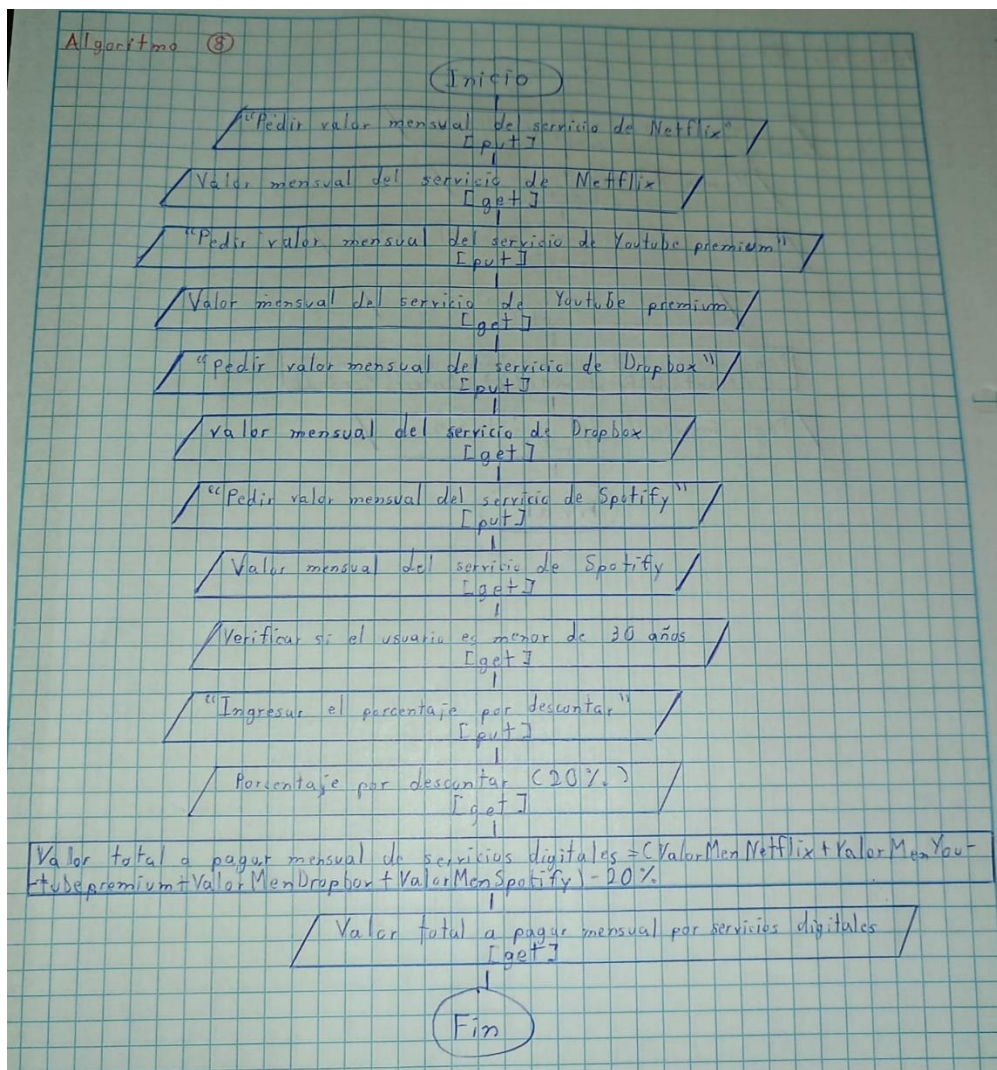 Algoritmo ⑧
Inicio
"Pedir valor mensual del servicio de Netflix"
[put]
Valor mensual del servicio de Netflix
[get]
"Pedir valor mensual del servicio de Youtube premium"
[put]
Valor mensual del servicio de Youtube premium
[get]
"Pedir valor mensual del servicio de Dropbox"
[put]
valor mensual del servicio de Dropbox
[get]
"Pedir valor mensual del servicio de Spotify"
[put]
Valor mensual del servicio de Spotify
[get]
Verificar si el usuario es menor de 30 años
[get]
"Ingresar el porcentaje por descontar"
[put]
Porcentaje por descontar (20%)
[get]
Valor total a pagar mensual de servicios digitales = (ValorMenNetflix + ValorMenYou-
-tubepremium + ValorMenDropbox + ValorMenSpotify) - 20%
Valor total a pagar mensual por servicios digitales
[get]
Fin